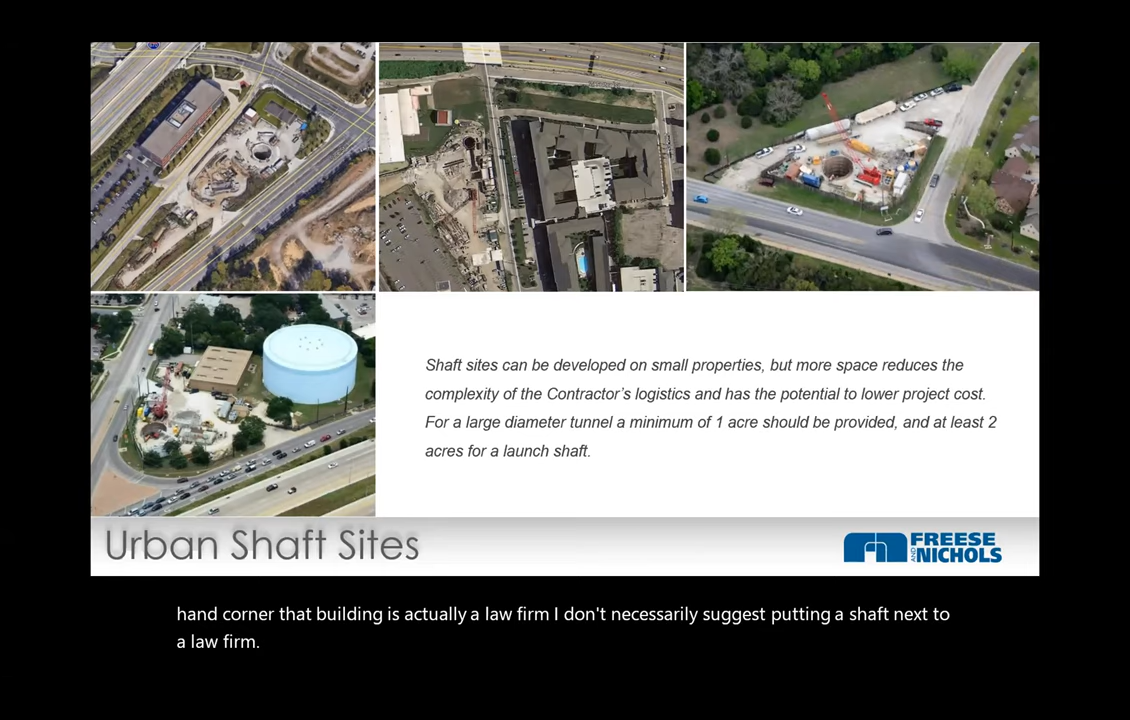 Shaft sites can be developed on small properties, but more space reduces the
complexity of the Contractor's logistics and has the potential to lower project cost.
For a large diameter tunnel a minimum of 1 acre should be provided, and at least 2
acres for a launch shaft.
Urban Shaft Sites
FREESE
AND NICHOLS
hand corner that building is actually a law firm I don't necessarily suggest putting a shaft next to
a law firm.